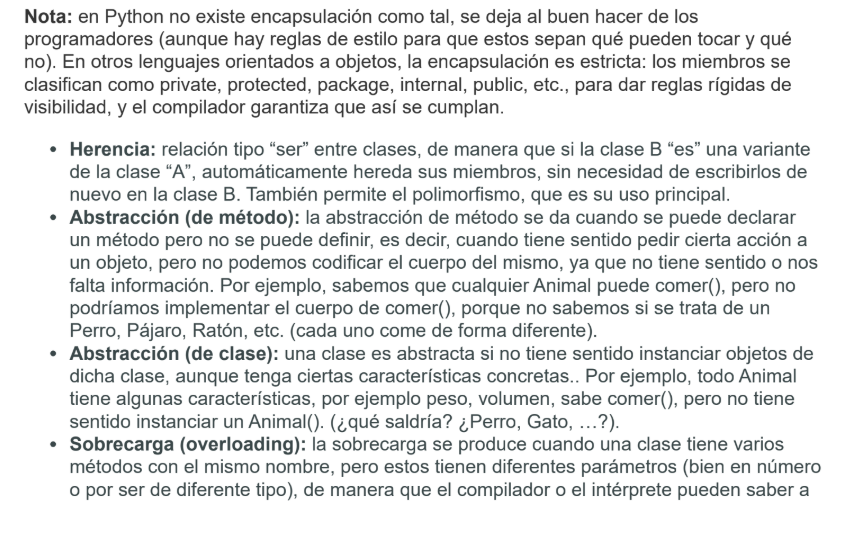 Nota: en Python no existe encapsulación como tal, se deja al buen hacer de los
programadores (aunque hay reglas de estilo para que estos sepan qué pueden tocar y qué
no). En otros lenguajes orientados a objetos, la encapsulación es estricta: los miembros se
clasifican como private, protected, package, internal, public, etc., para dar reglas rígidas de
visibilidad, y el compilador garantiza que así se cumplan.
• Herencia: relación tipo “ser” entre clases, de manera que si la clase B “es” una variante
de la clase “A”, automáticamente hereda sus miembros, sin necesidad de escribirlos de
nuevo en la clase B. También permite el polimorfismo, que es su uso principal.
• Abstracción (de método): la abstracción de método se da cuando se puede declarar
un método pero no se puede definir, es decir, cuando tiene sentido pedir cierta acción a
un objeto, pero no podemos codificar el cuerpo del mismo, ya que no tiene sentido o nos
falta información. Por ejemplo, sabemos que cualquier Animal puede comer(), pero no
podríamos implementar el cuerpo de comer(), porque no sabemos si se trata de un
Perro, Pájaro, Ratón, etc. (cada uno come de forma diferente).
• Abstracción (de clase): una clase es abstracta si no tiene sentido instanciar objetos de
dicha clase, aunque tenga ciertas características concretas.. Por ejemplo, todo Animal
tiene algunas características, por ejemplo peso, volumen, sabe comer(), pero no tiene
sentido instanciar un Animal(). (¿qué saldría? ¿Perro, Gato, …?).
• Sobrecarga (overloading): la sobrecarga se produce cuando una clase tiene varios
métodos con el mismo nombre, pero estos tienen diferentes parámetros (bien en número
o por ser de diferente tipo), de manera que el compilador o el intérprete pueden saber a